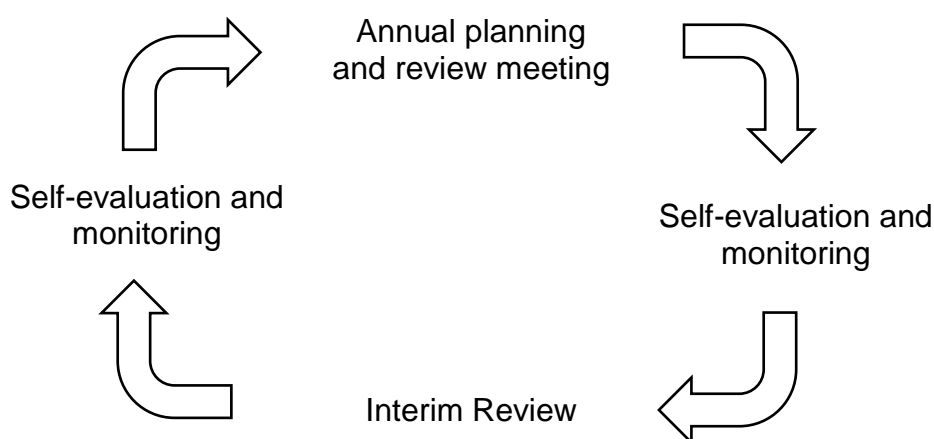 Annual planning
and review meeting
Self-evaluation and
monitoring
Self-evaluation and
monitoring
Interim Review